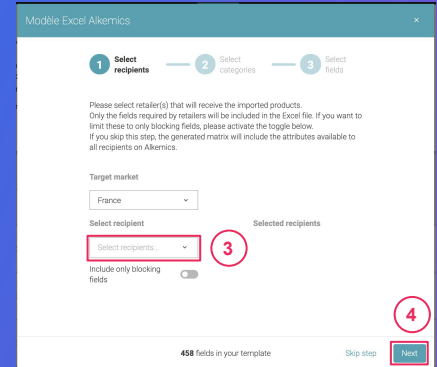 Modèle Excel Alkemics ×
1 Select recipients
2 Select categories
3 Select fields
Please select retailer(s) that will receive the imported products.
Only the fields required by retailers will be included in the Excel file. If you want to
limit these to only blocking fields, please activate the toggle below.
If you skip this step, the generated matrix will include the attributes available to
all recipients on Alkemics.
Target market
France
Select recipient
Selected recipients
Select recipients...
3
Include only blocking
fields
4
458 fields in your template
Skip step
Next